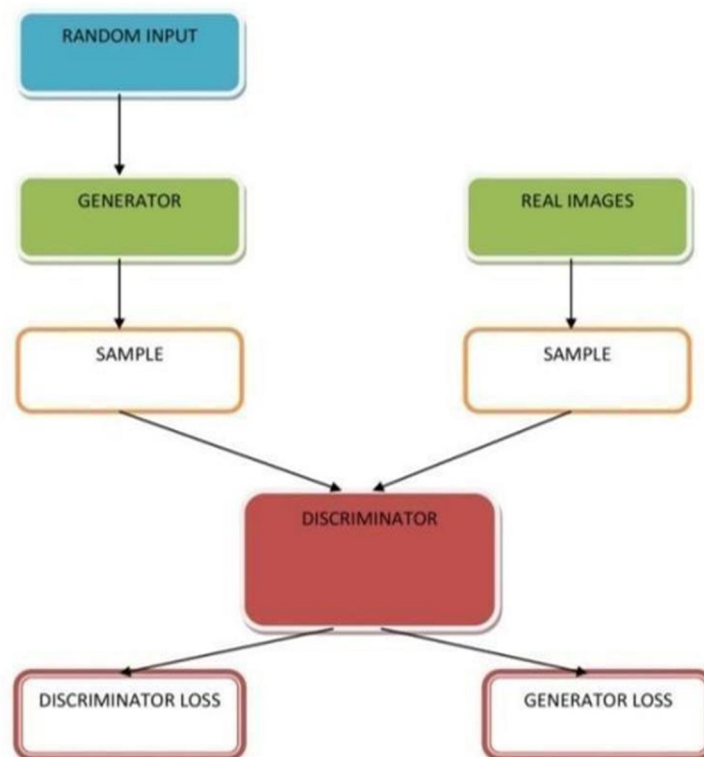 RANDOM INPUT
GENERATOR
REAL IMAGES
SAMPLE
SAMPLE
DISCRIMINATOR
DISCRIMINATOR LOSS
GENERATOR LOSS